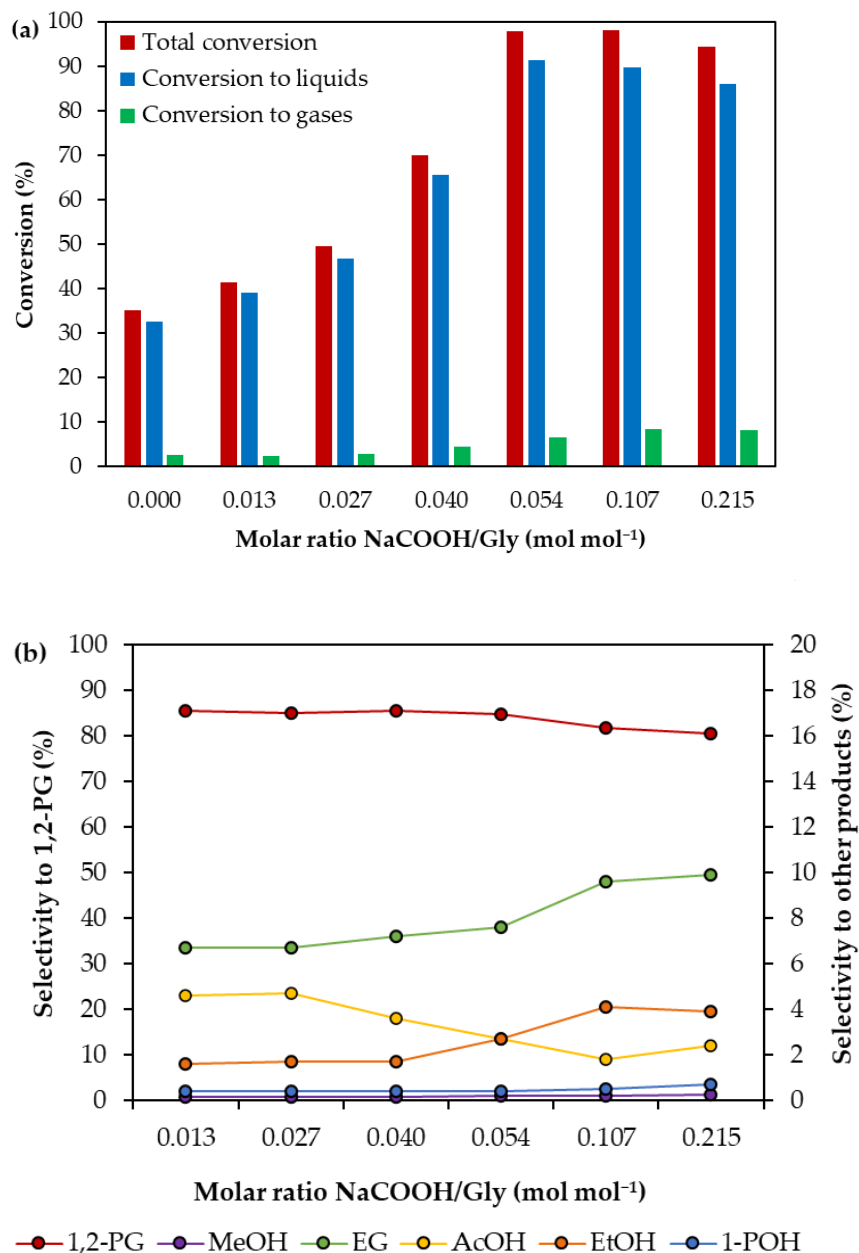 (a)
Total conversion
Conversion to liquids
Conversion to gases
Conversion (%)
100
90
80
70
60
50
40
30
20
10
0
0.000 0.013 0.027 0.040 0.054 0.107 0.215
Molar ratio NaCOOH/Gly (mol mol⁻¹)
(b)
Selectivity to 1,2-PG (%)
100
90
80
70
60
50
40
30
20
10
0
20
18
16
14
12
10
8
6
4
2
0
Selectivity to other products (%)
0.013 0.027 0.040 0.054 0.107 0.215
Molar ratio NaCOOH/Gly (mol mol⁻¹)
1,2-PG MeOH EG AcOH EtOH 1-POH